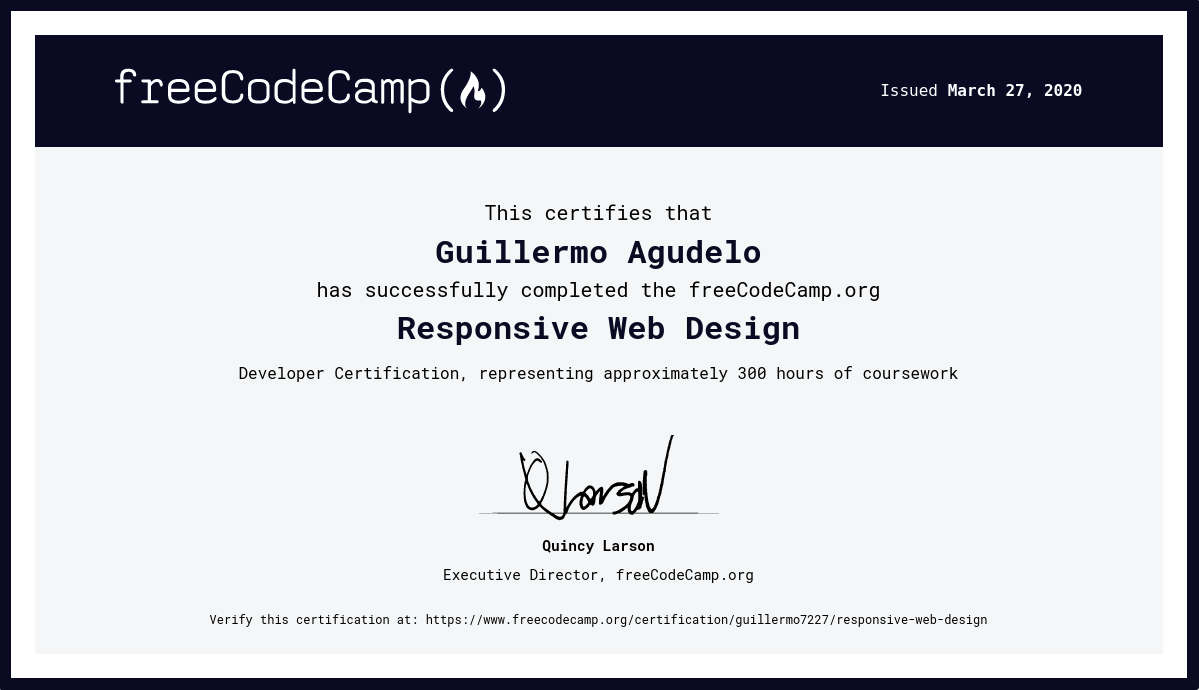 freeCodeCamp(🔥)
Issued March 27, 2020
This certifies that
Guillermo Agudelo
has successfully completed the freeCodeCamp.org
Responsive Web Design
Developer Certification, representing approximately 300 hours of coursework
Q Larson
Quincy Larson
Executive Director, freeCodeCamp.org
Verify this certification at: https://www.freecodecamp.org/certification/guillermo7227/responsive-web-design